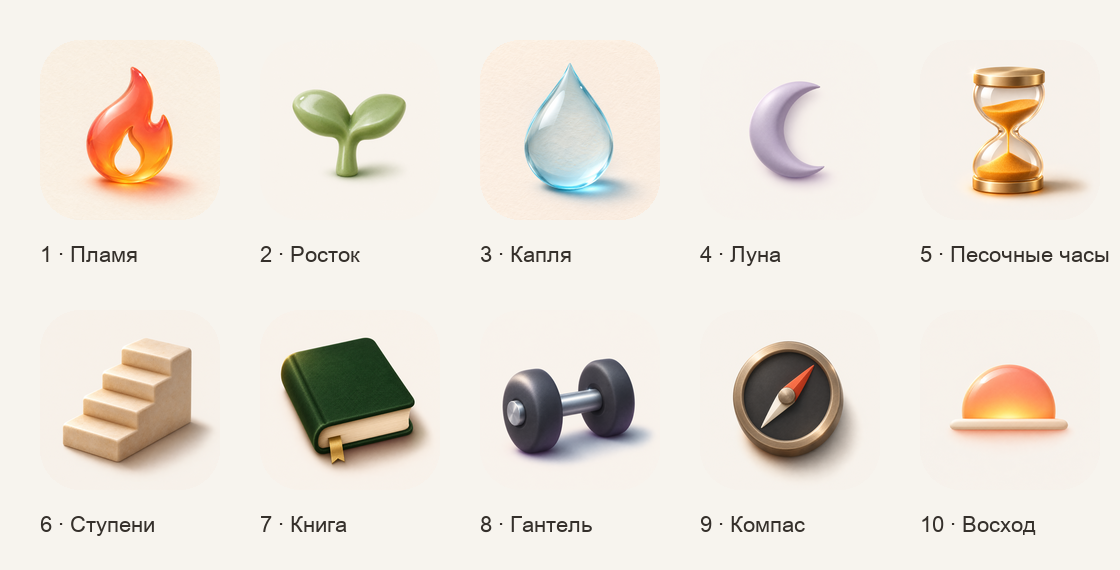 1 · Пламя
2 · Росток
3 · Капля
4 · Луна
5 · Песочные часы
6 · Ступени
7 · Книга
8 · Гантель
9 · Компас
10 · Восход